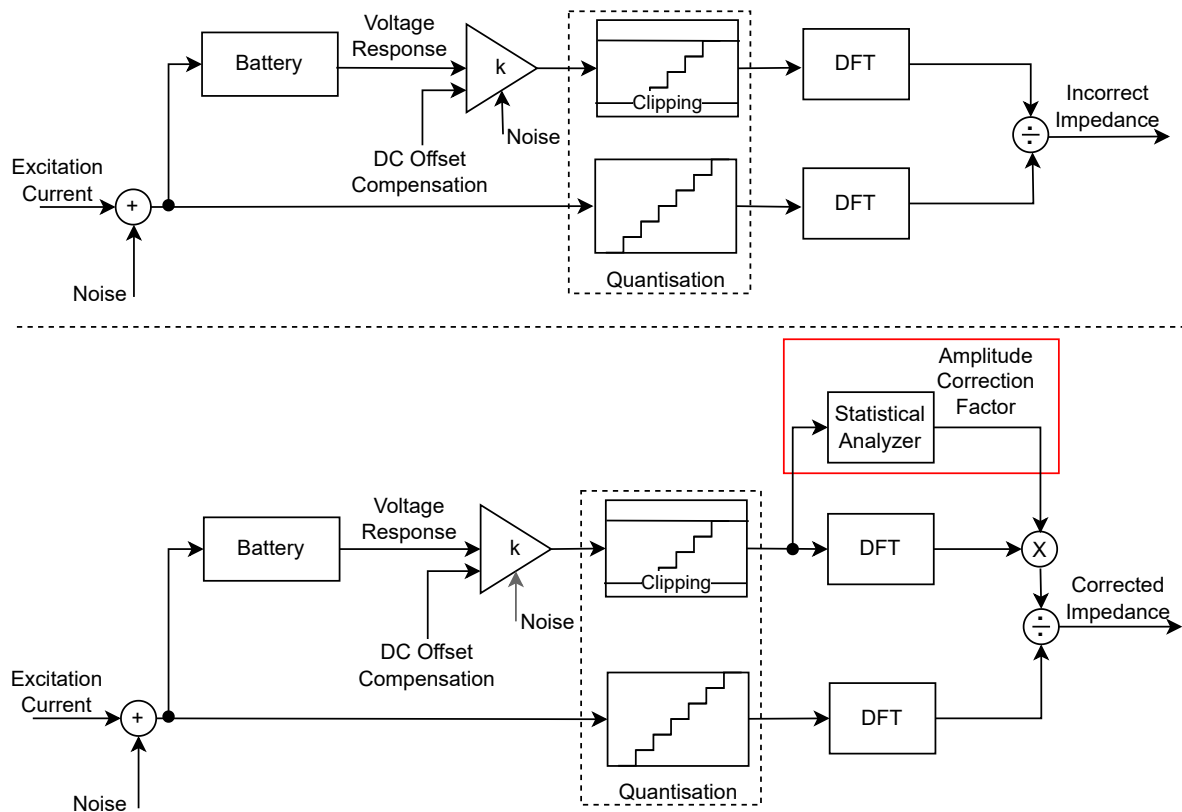 Voltage
Response
Battery
k
Clipping
DFT
Noise
DC Offset
Compensation
Incorrect
Impedance
÷
Excitation
Current
+
DFT
Noise
Quantisation
Amplitude
Correction
Factor
Statistical
Analyzer
Voltage
Response
Battery
k
Clipping
DFT
X
Noise
DC Offset
Compensation
Corrected
Impedance
÷
Excitation
Current
+
DFT
Noise
Quantisation